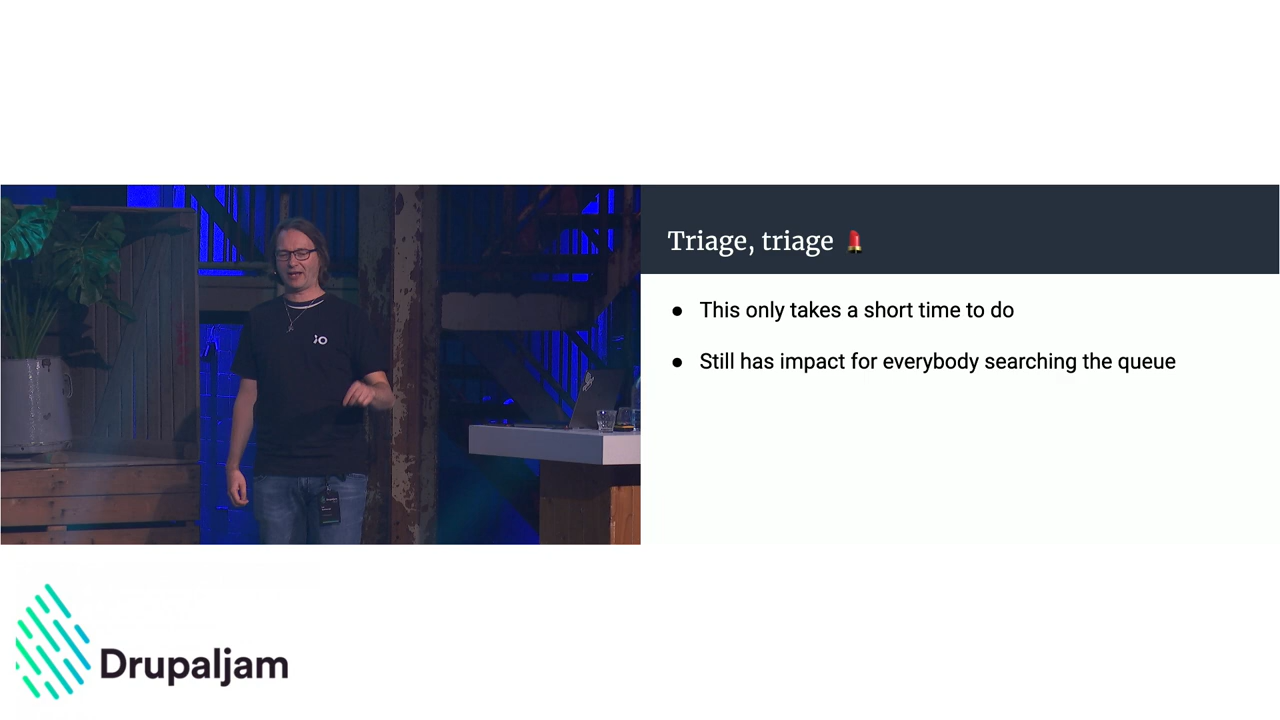 Triage, triage 💄
● This only takes a short time to do
● Still has impact for everybody searching the queue
Drupaljam